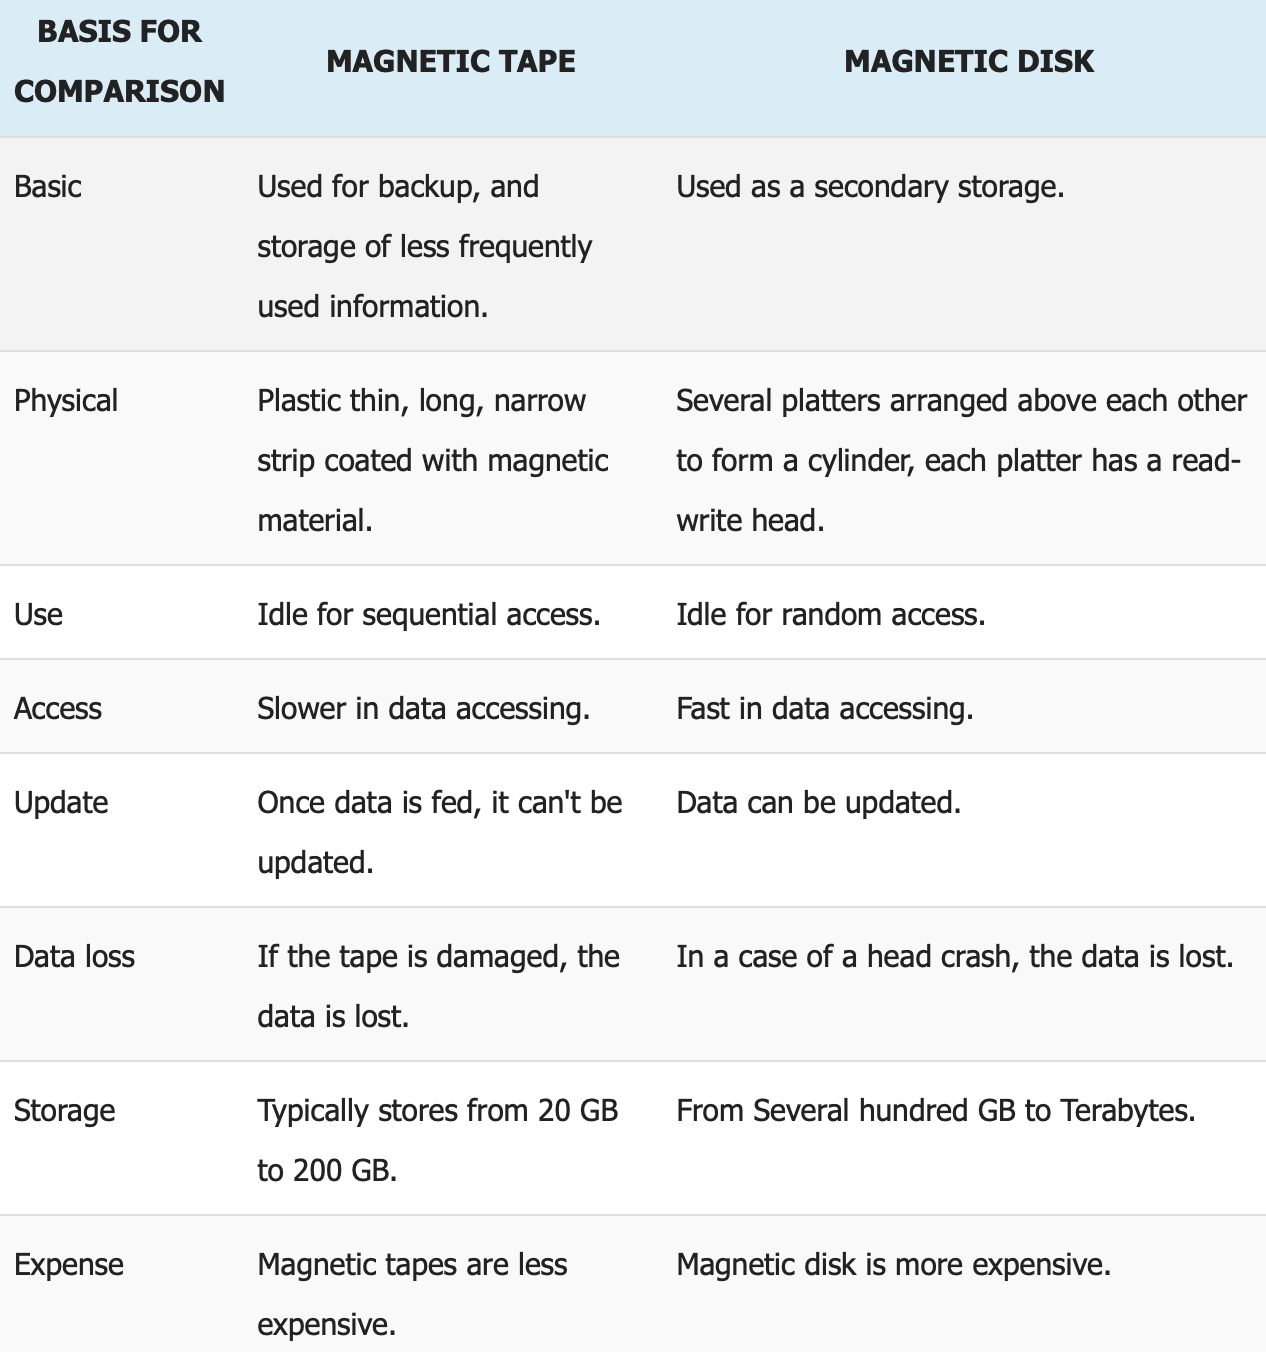 BASIS FOR
COMPARISON
MAGNETIC TAPE
MAGNETIC DISK
Basic
Used for backup, and
storage of less frequently
used information.
Used as a secondary storage.
Physical
Plastic thin, long, narrow
strip coated with magnetic
material.
Several platters arranged above each other
to form a cylinder, each platter has a read-
write head.
Use
Idle for sequential access.
Idle for random access.
Access
Slower in data accessing.
Fast in data accessing.
Update
Once data is fed, it can't be
updated.
Data can be updated.
Data loss
If the tape is damaged, the
data is lost.
In a case of a head crash, the data is lost.
Storage
Typically stores from 20 GB
to 200 GB.
From Several hundred GB to Terabytes.
Expense
Magnetic tapes are less
expensive.
Magnetic disk is more expensive.